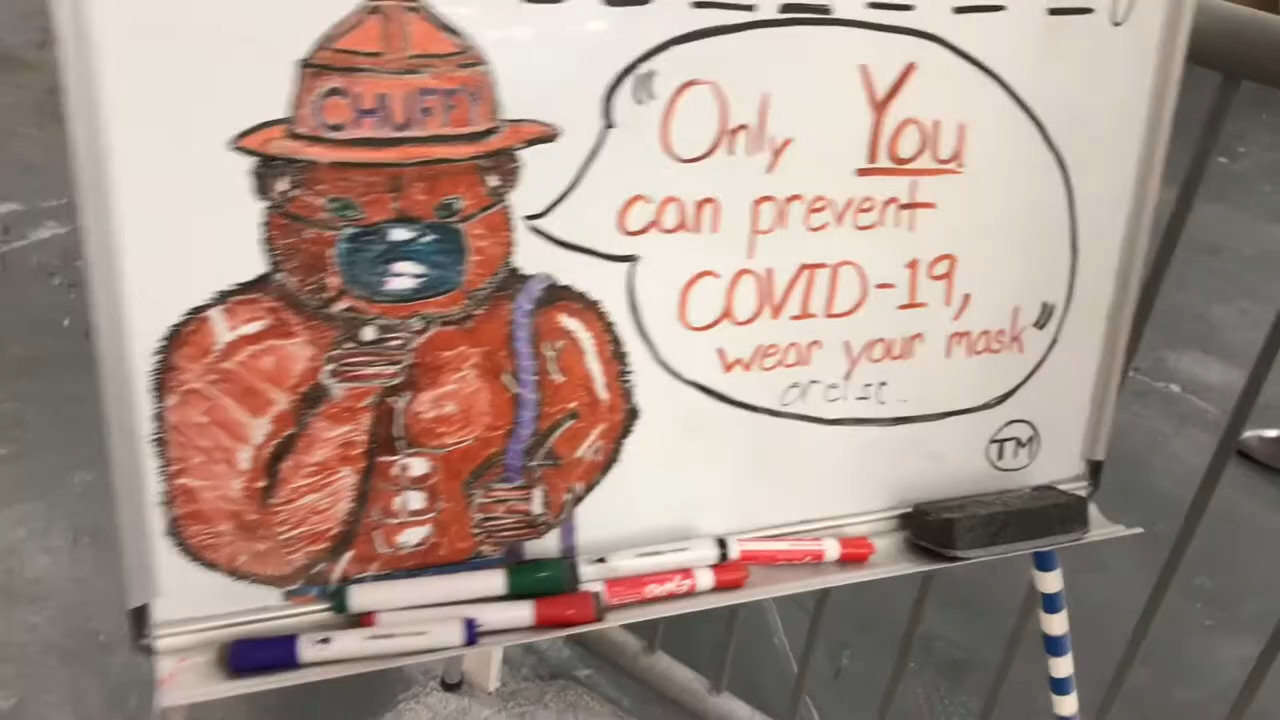 CHUFFY
"Only You
can prevent
COVID-19,
wear your mask"
or else..
TM